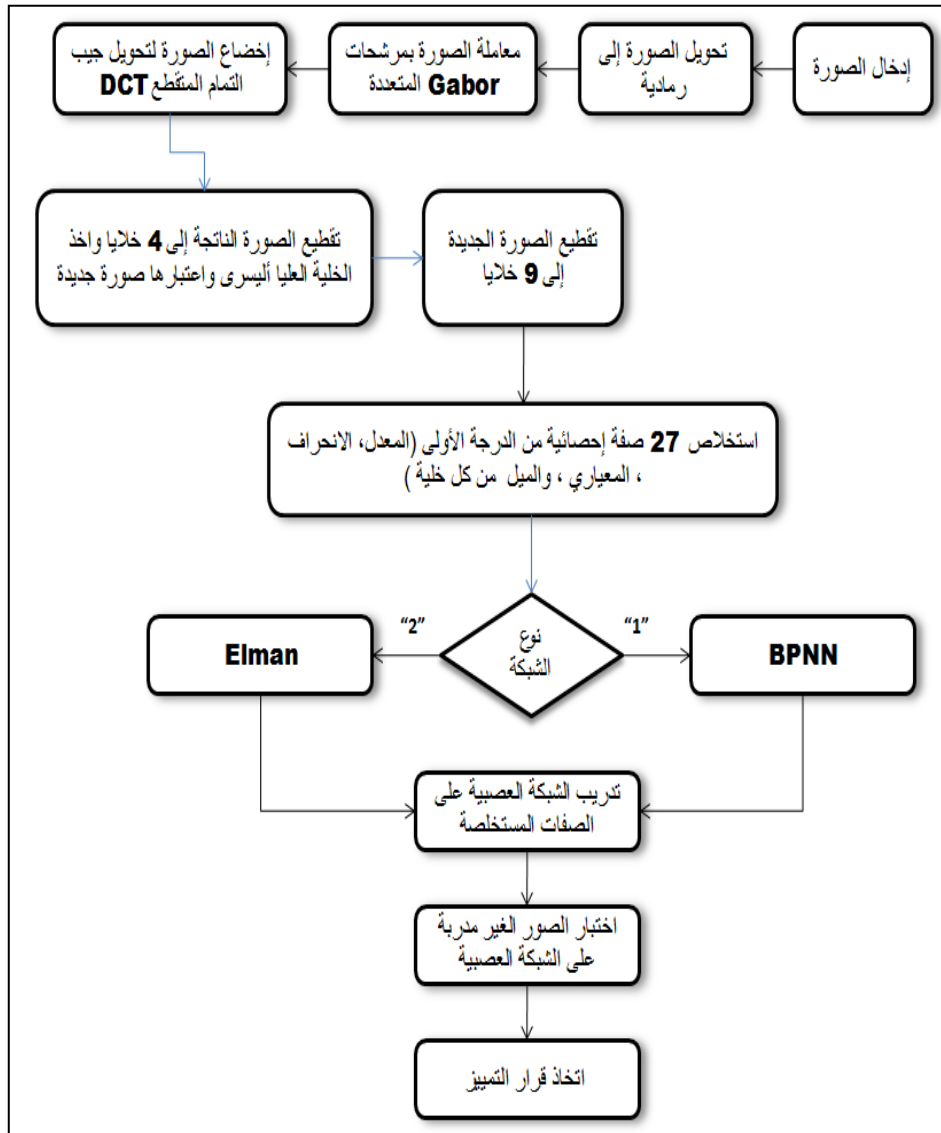 إدخال الصورة
تحويل الصورة إلى
رمادية
معاملة الصورة بمرشحات
Gabor المتعددة
إخضاع الصورة لتحويل جيب
التمام المتقطع DCT
تقطيع الصورة الناتجة إلى 4 خلايا واخذ
الخلية العليا أليسرى واعتبارها صورة جديدة
تقطيع الصورة الجديدة
إلى 9 خلايا
استخلاص 27 صفة إحصائية من الدرجة الأولى (المعدل، الانحراف
، المعياري ، والميل من كل خلية )
نوع
الشبكة
“1”
“2”
BPNN
Elman
تدريب الشبكة العصبية على
الصفات المستخلصة
اختبار الصور الغير مدربة
على الشبكة العصبية
اتخاذ قرار التمييز